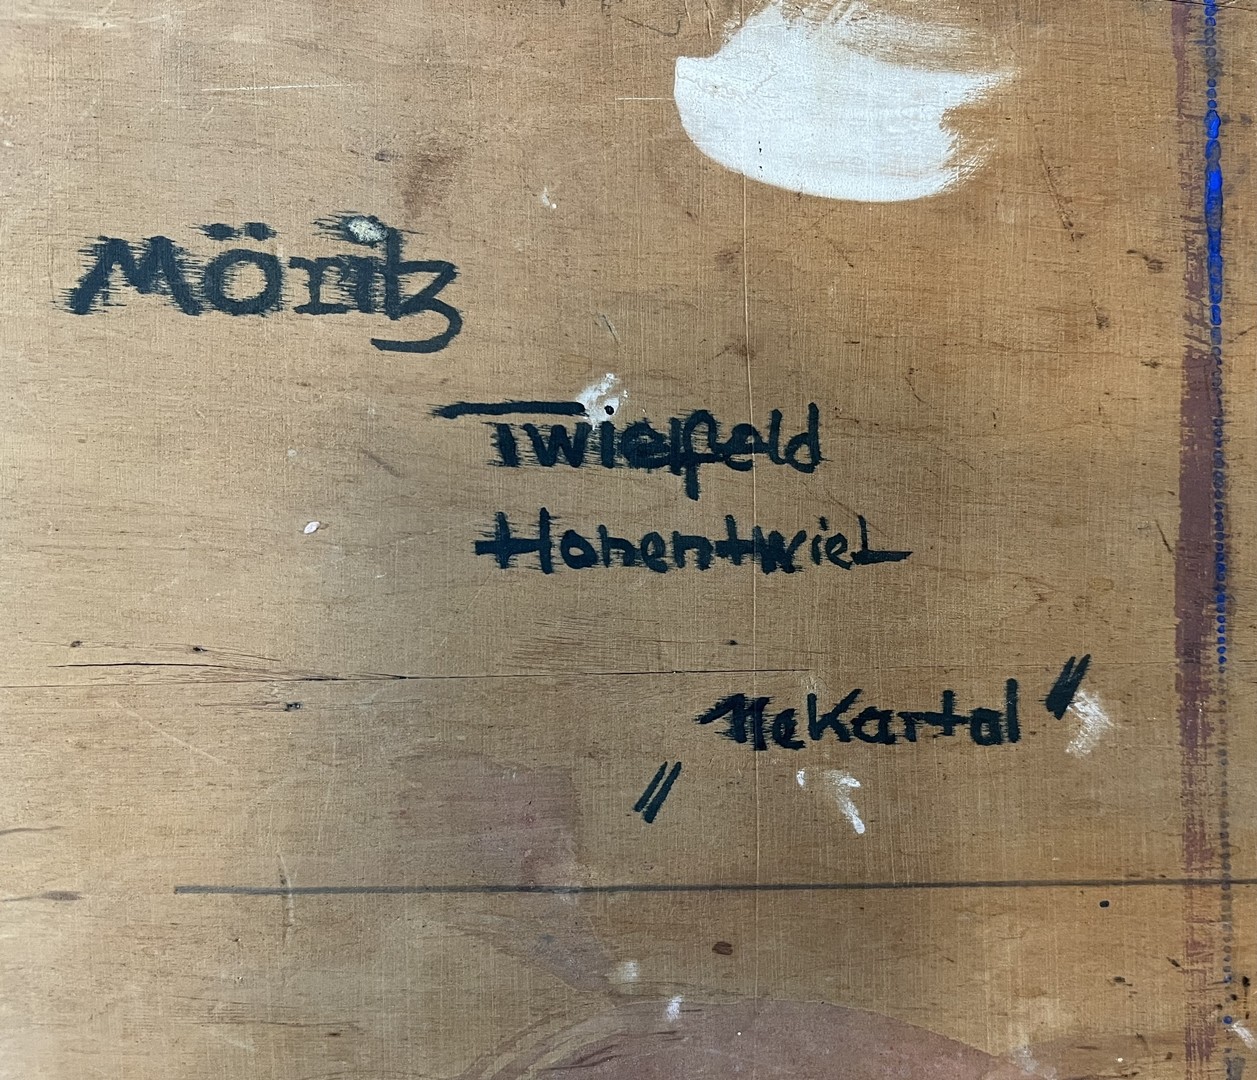 Möritz
Twielfeld
Hohentwiel
"Nekartal"